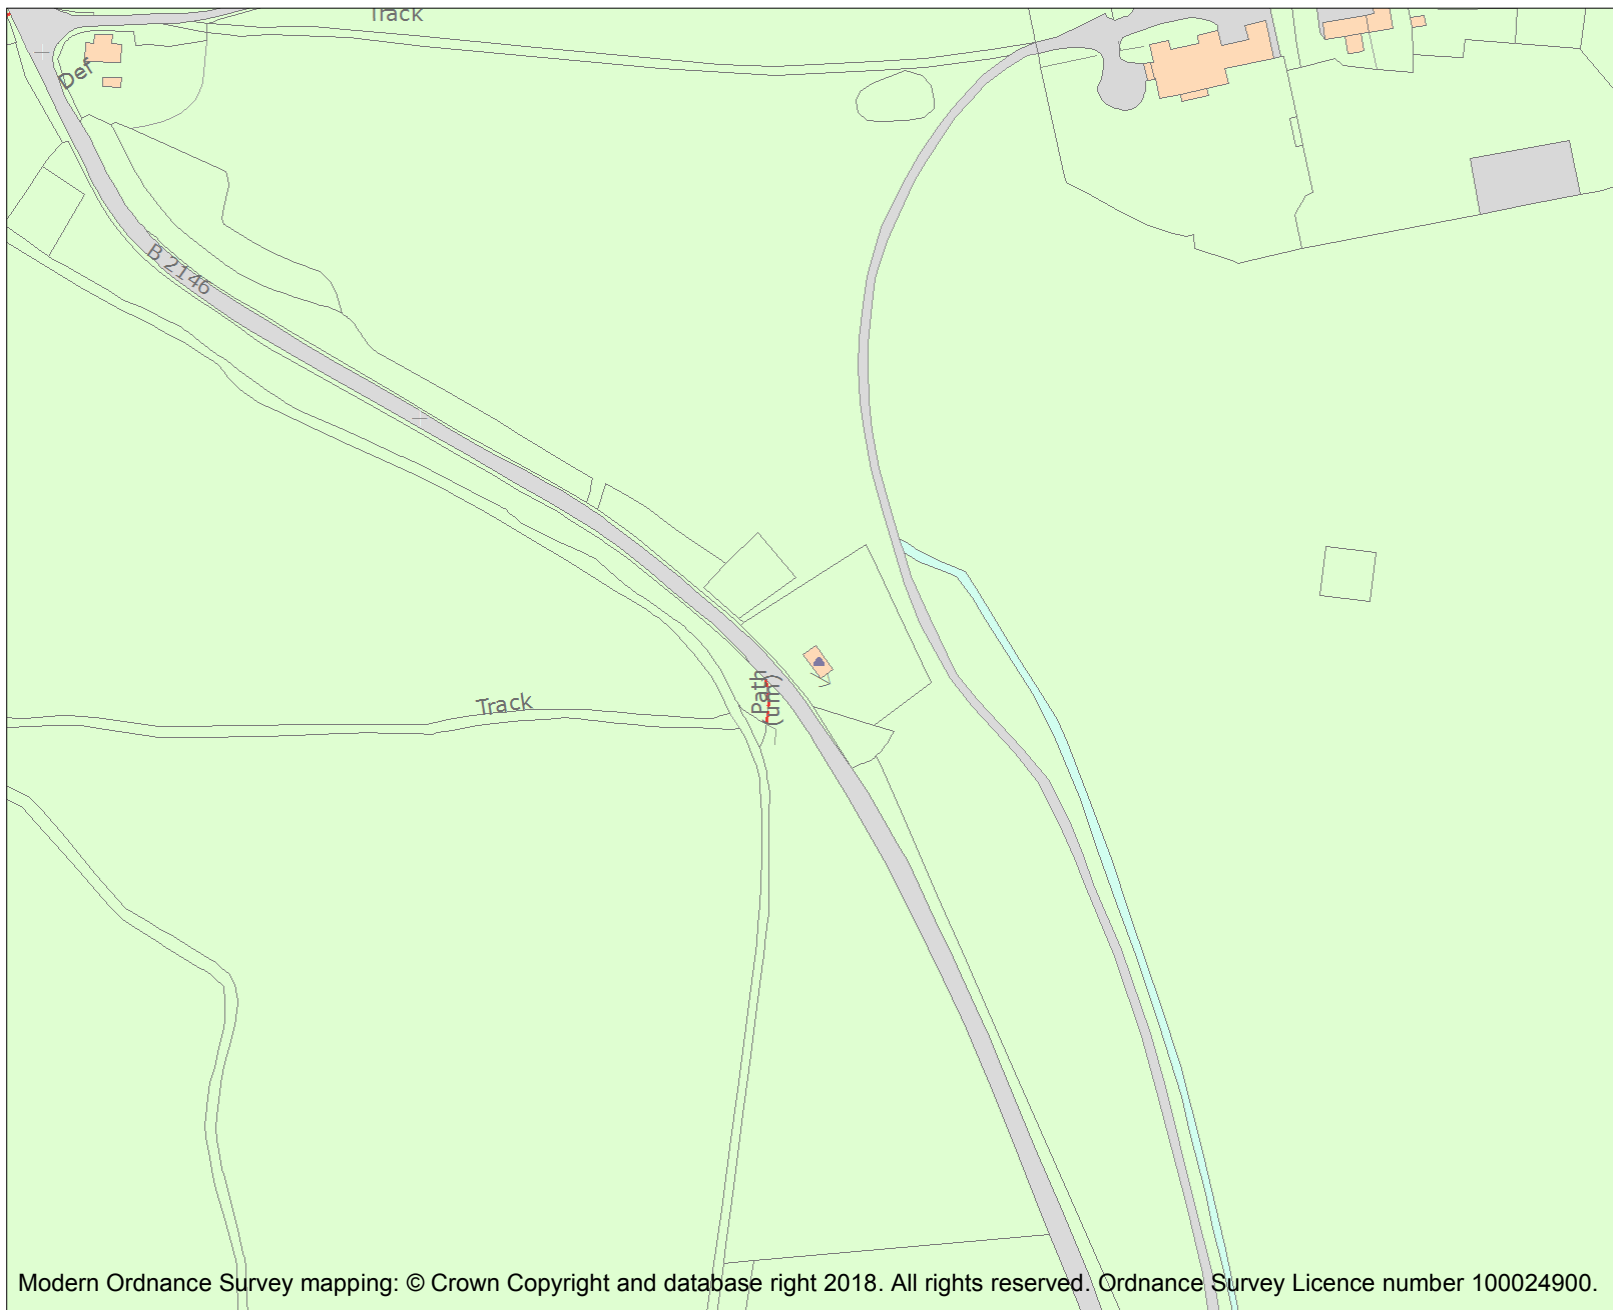 Track
Def
B 2146
Path
(um)
Track
Modern Ordnance Survey mapping: © Crown Copyright and database right 2018. All rights reserved. Ordnance Survey Licence number 100024900.